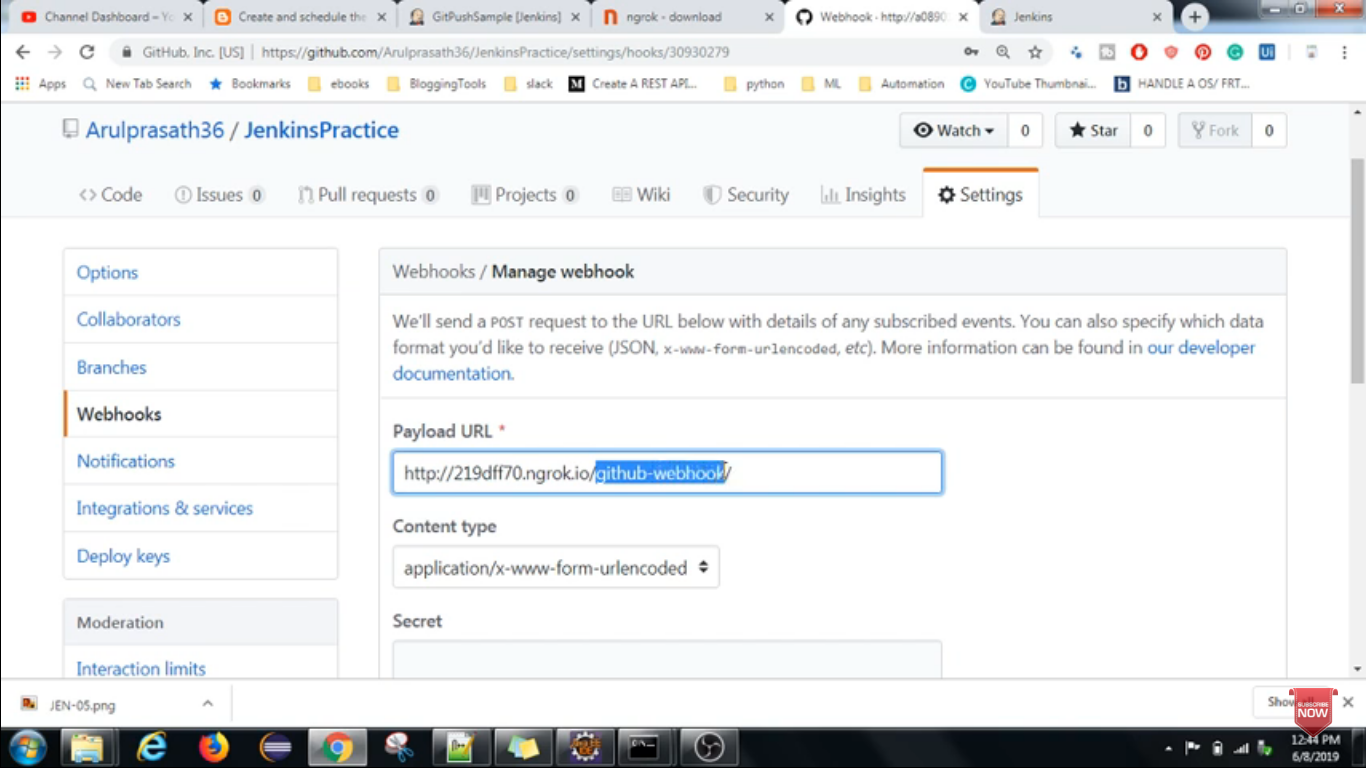 Channel Dashboard – Yo
Create and schedule the
GitPushSample [Jenkins]
ngrok - download
Webhook · http://a0890
Jenkins
GitHub, Inc. [US] | https://github.com/Arulprasath36/JenkinsPractice/settings/hooks/30930279
Apps New Tab Search Bookmarks ebooks BloggingTools slack Create A REST API... python ML Automation YouTube Thumbnai... HANDLE A OS/ FRT...
Arulprasath36 / JenkinsPractice
Watch 0 Star 0 Fork 0
Code Issues 0 Pull requests 0 Projects 0 Wiki Security Insights Settings
Options
Collaborators
Branches
Webhooks
Notifications
Integrations & services
Deploy keys
Moderation
Interaction limits
Webhooks / Manage webhook
We'll send a POST request to the URL below with details of any subscribed events. You can also specify which data
format you'd like to receive (JSON, x-www-form-urlencoded, etc). More information can be found in our developer
documentation.
Payload URL *
http://219dff70.ngrok.io/github-webhook/
Content type
application/x-www-form-urlencoded
Secret
JEN-05.png
SUBSCRIBE
NOW
12:44 PM
6/8/2019